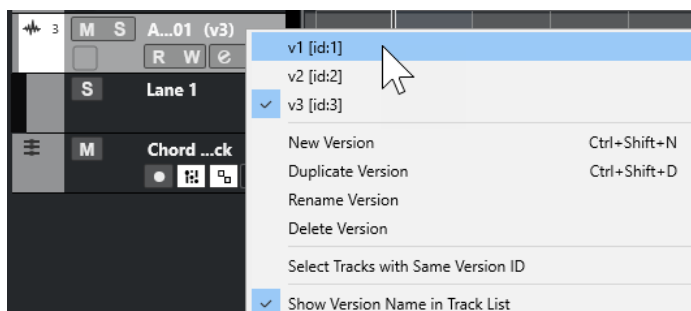 3 M S A...01 (v3)
R W e
S Lane 1
M Chord ...ck
v1 [id:1]
v2 [id:2]
v3 [id:3]
New Version Ctrl+Shift+N
Duplicate Version Ctrl+Shift+D
Rename Version
Delete Version
Select Tracks with Same Version ID
Show Version Name in Track List